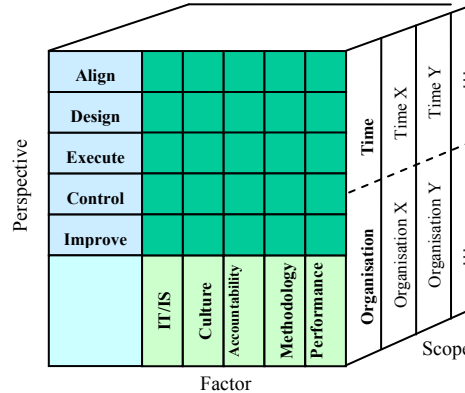 Perspective
Align
Design
Execute
Control
Improve
IT/IS
Culture
Accountability
Methodology
Performance
Factor
Time
Time X
Time Y
...
Organisation
Organisation X
Organisation Y
...
Scope